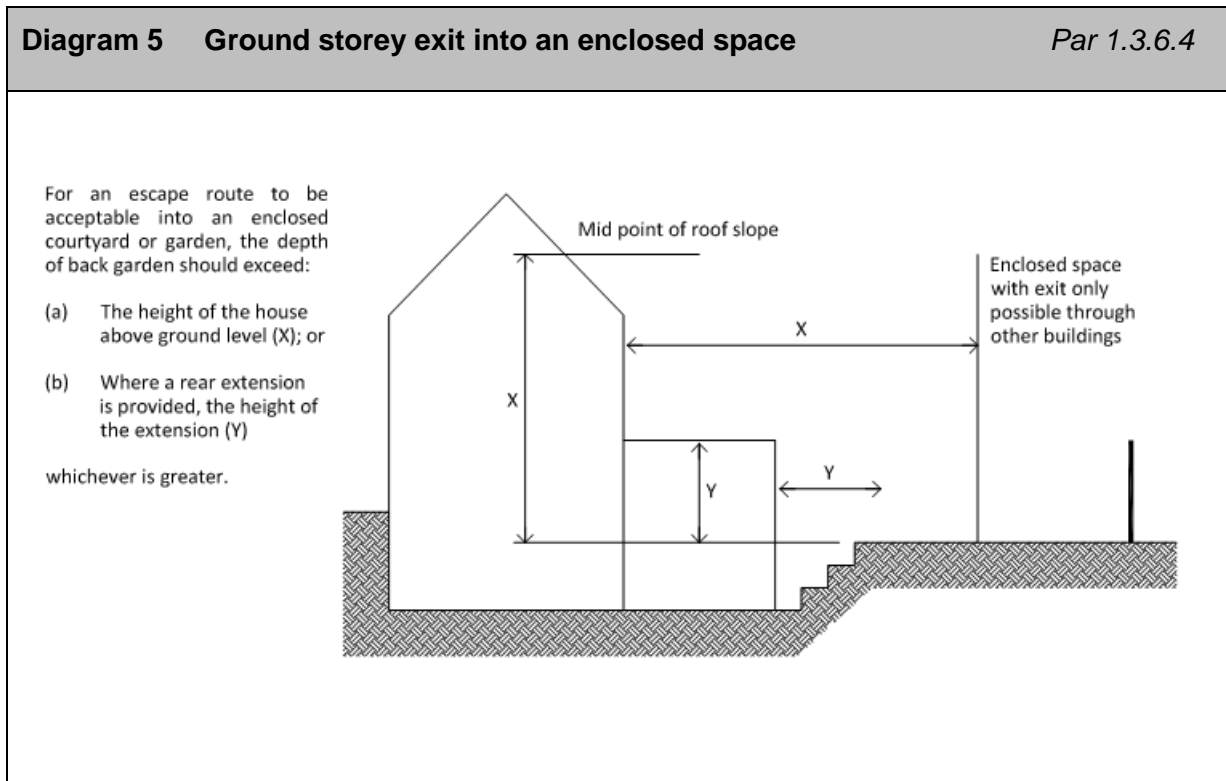 Diagram 5 Ground storey exit into an enclosed space Par 1.3.6.4
For an escape route to be
acceptable into an enclosed
courtyard or garden, the depth
of back garden should exceed:
(a) The height of the house
above ground level (X); or
(b) Where a rear extension
is provided, the height of
the extension (Y)
whichever is greater.
Mid point of roof slope
Enclosed space
with exit only
possible through
other buildings
X
X
Y
Y